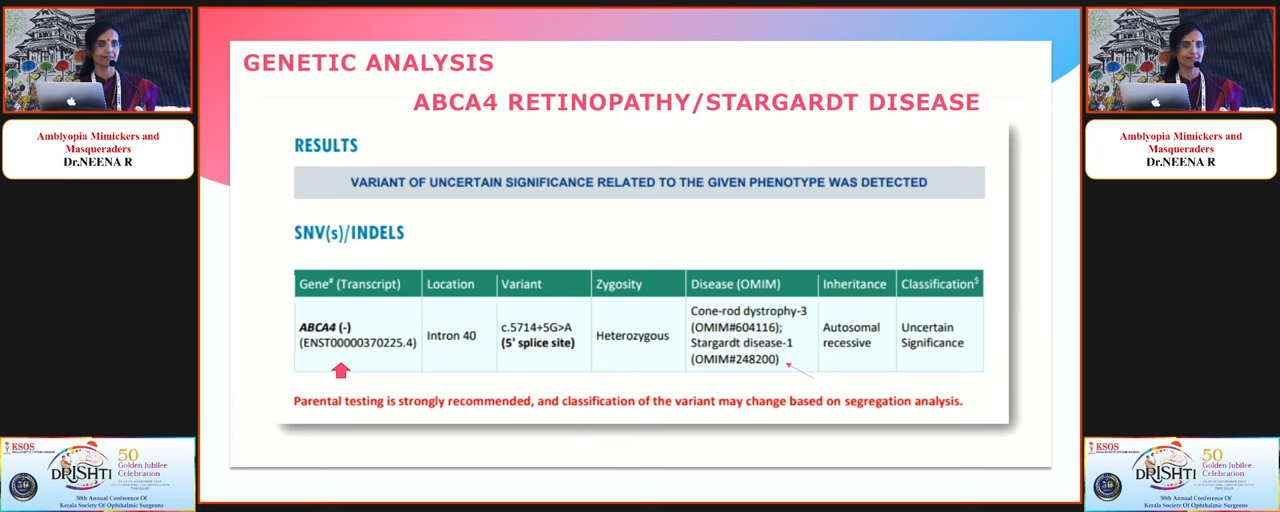 GENETIC ANALYSIS
ABCA4 RETINOPATHY/STARGARDT DISEASE
RESULTS
VARIANT OF UNCERTAIN SIGNIFICANCE RELATED TO THE GIVEN PHENOTYPE WAS DETECTED
SNV(s)/INDELS
Gene# (Transcript) Location Variant Zygosity Disease (OMIM) Inheritance Classification$
ABCA4 (-)
(ENST00000370225.4)
Intron 40
c.5714+5G>A
(5' splice site)
Heterozygous
Cone-rod dystrophy-3
(OMIM#604116);
Stargardt disease-1
(OMIM#248200)
Autosomal
recessive
Uncertain
Significance
Parental testing is strongly recommended, and classification of the variant may change based on segregation analysis.
Amblyopia Mimickers and
Masqueraders
Dr.NEENA R
Amblyopia Mimickers and
Masqueraders
Dr.NEENA R
KSOS
50
Golden Jubilee
Celebration
DRISHTI
50th Annual Conference Of
Kerala Society Of Ophthalmic Surgeons
KSOS
50
Golden Jubilee
Celebration
DRISHTI
50th Annual Conference Of
Kerala Society Of Ophthalmic Surgeons